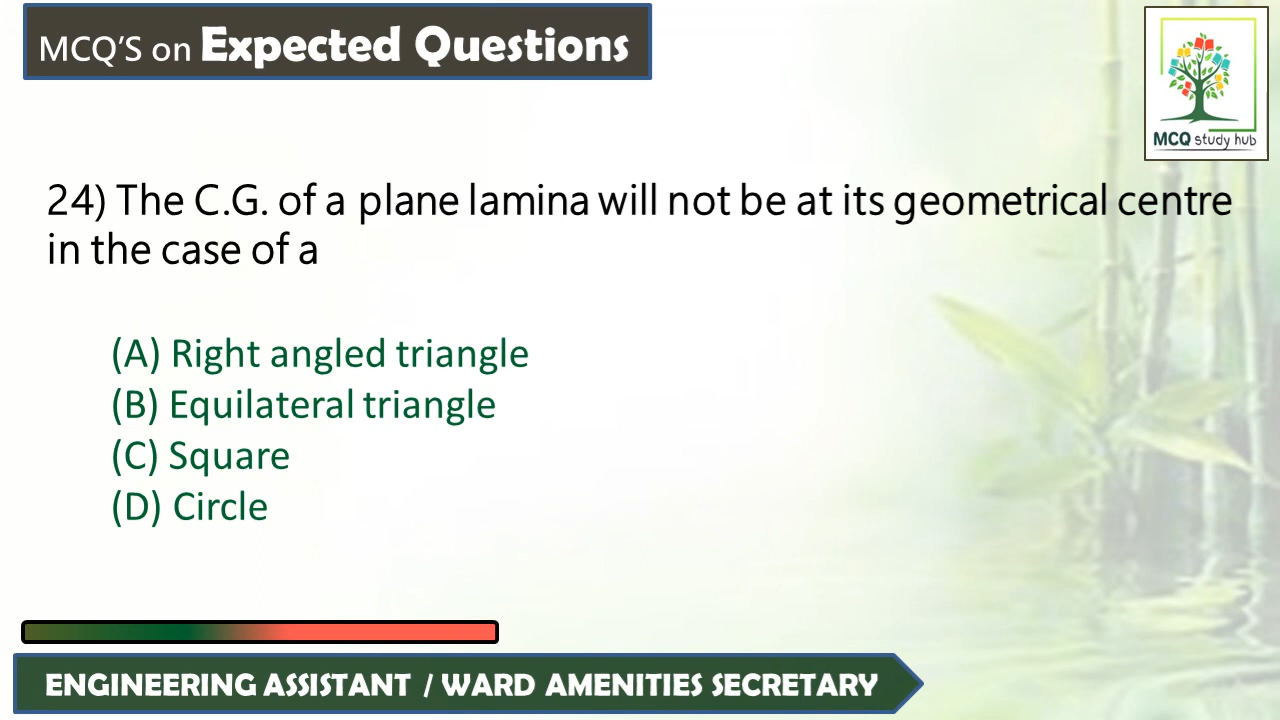 MCQ'S on Expected Questions
MCQ study hub
24) The C.G. of a plane lamina will not be at its geometrical centre
in the case of a
(A) Right angled triangle
(B) Equilateral triangle
(C) Square
(D) Circle
ENGINEERING ASSISTANT / WARD AMENITIES SECRETARY